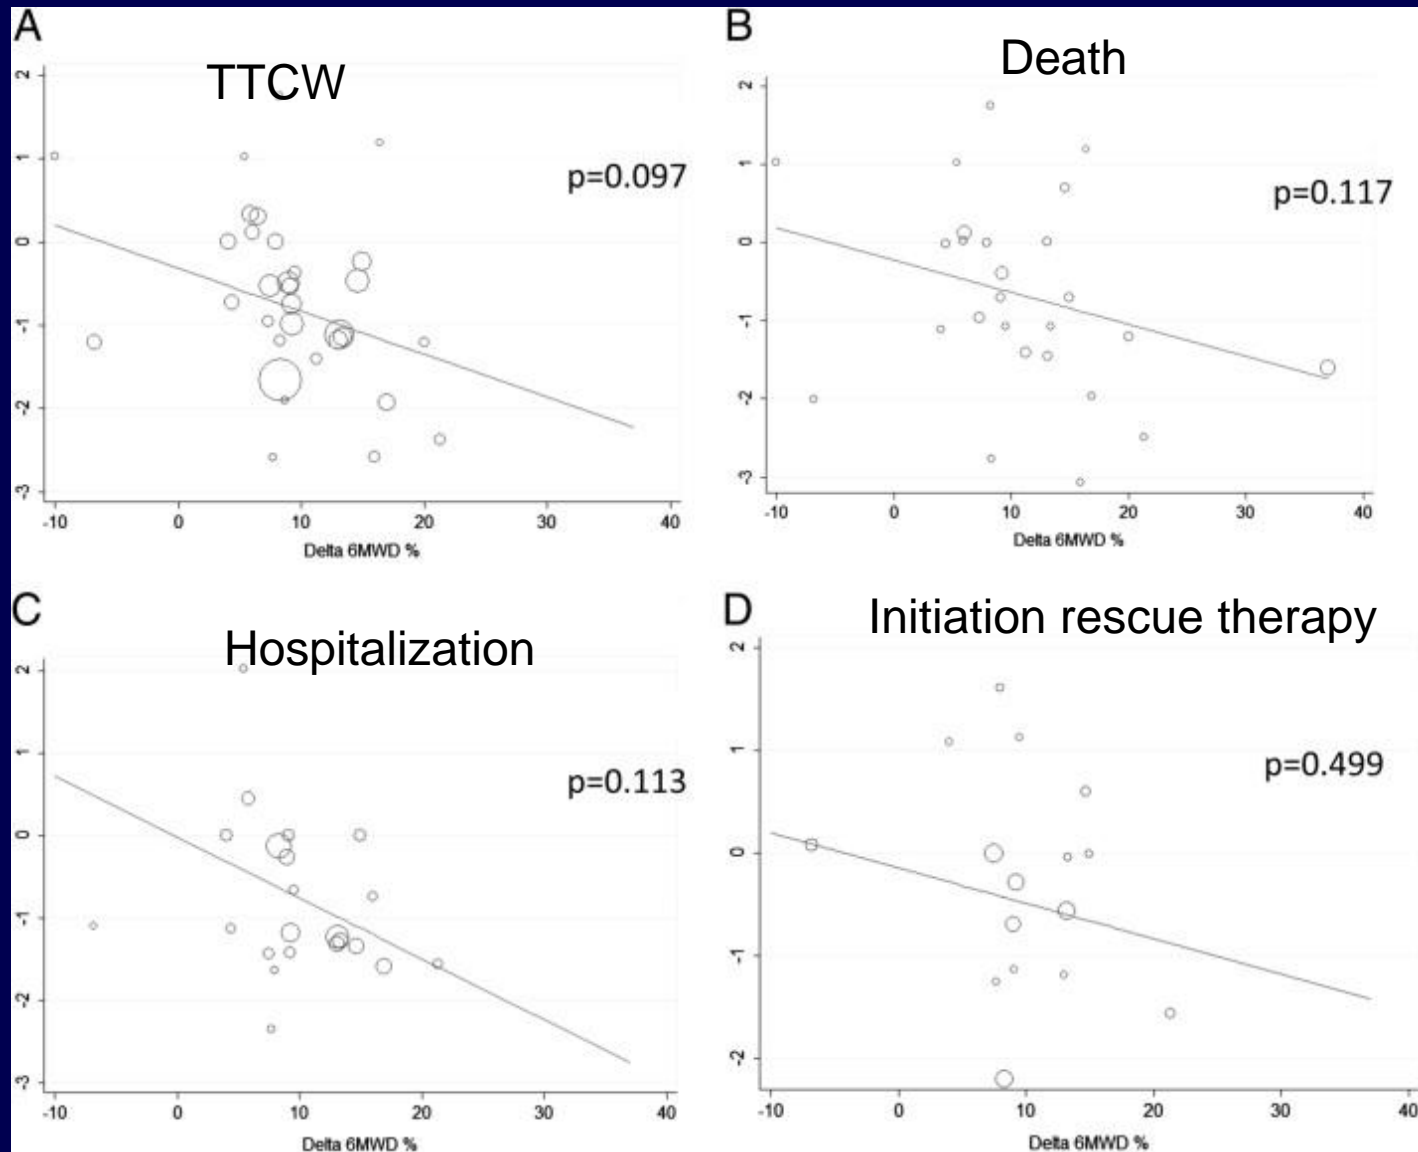 A
TTCW
p=0.097
2
1
0
-1
-2
-3
-10 0 10 20 30 40
Delta 6MWD %
B
Death
p=0.117
2
1
0
-1
-2
-3
-10 0 10 20 30 40
Delta 6MWD %
C
Hospitalization
p=0.113
2
1
0
-1
-2
-3
-10 0 10 20 30 40
Delta 6MWD %
D
Initiation rescue therapy
p=0.499
2
1
0
-1
-2
-10 0 10 20 30 40
Delta 6MWD %